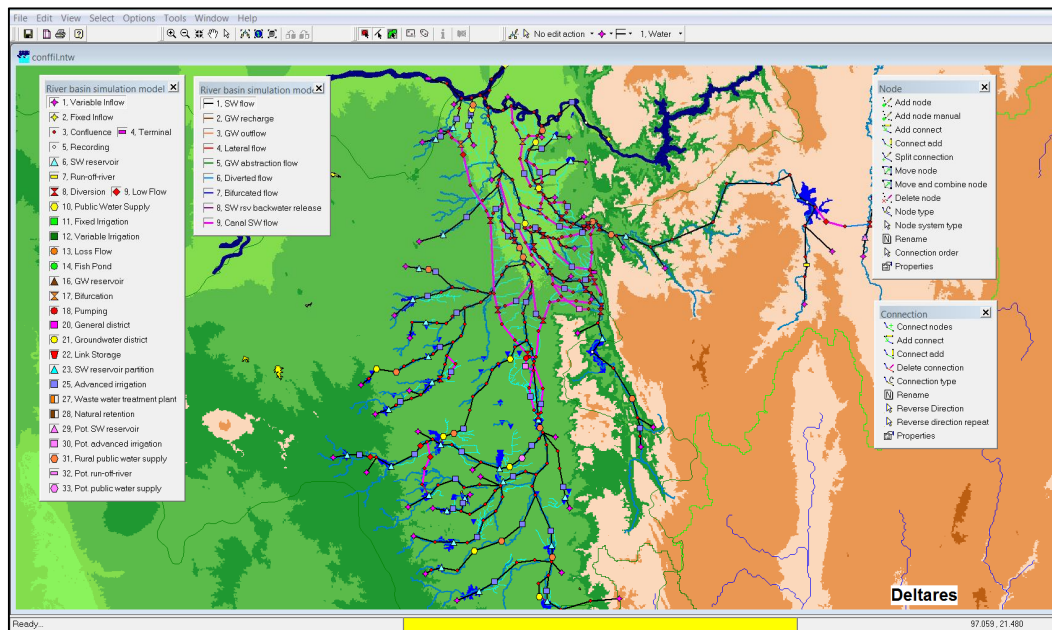 File Edit View Select Options Tools Window Help
No edit action
1, Water
conffil.ntw
River basin simulation model
1, Variable Inflow
2, Fixed Inflow
3, Confluence 4, Terminal
5, Recording
6, SW reservoir
7, Run-off-river
8, Diversion 9, Low Flow
10, Public Water Supply
11, Fixed Irrigation
12, Variable Irrigation
13, Loss Flow
14, Fish Pond
16, GW reservoir
17, Bifurcation
18, Pumping
20, General district
21, Groundwater district
22, Link Storage
23, SW reservoir partition
25, Advanced irrigation
27, Waste water treatment plant
28, Natural retention
29, Pot. SW reservoir
30, Pot. advanced irrigation
31, Rural public water supply
32, Pot. run-off-river
33, Pot. public water supply
River basin simulation mode
1, SW flow
2, GW recharge
3, GW outflow
4, Lateral flow
5, GW abstraction flow
6, Diverted flow
7, Bifurcated flow
8, SW rsv backwater release
9, Canal SW flow
Node
Add node
Add node manual
Add connect
Connect add
Split connection
Move node
Move and combine node
Delete node
Node type
Node system type
Rename
Connection order
Properties
Connection
Connect nodes
Add connect
Connect add
Delete connection
Connection type
Rename
Reverse Direction
Reverse direction repeat
Properties
Deltares
Ready...
97.059 , 21.480